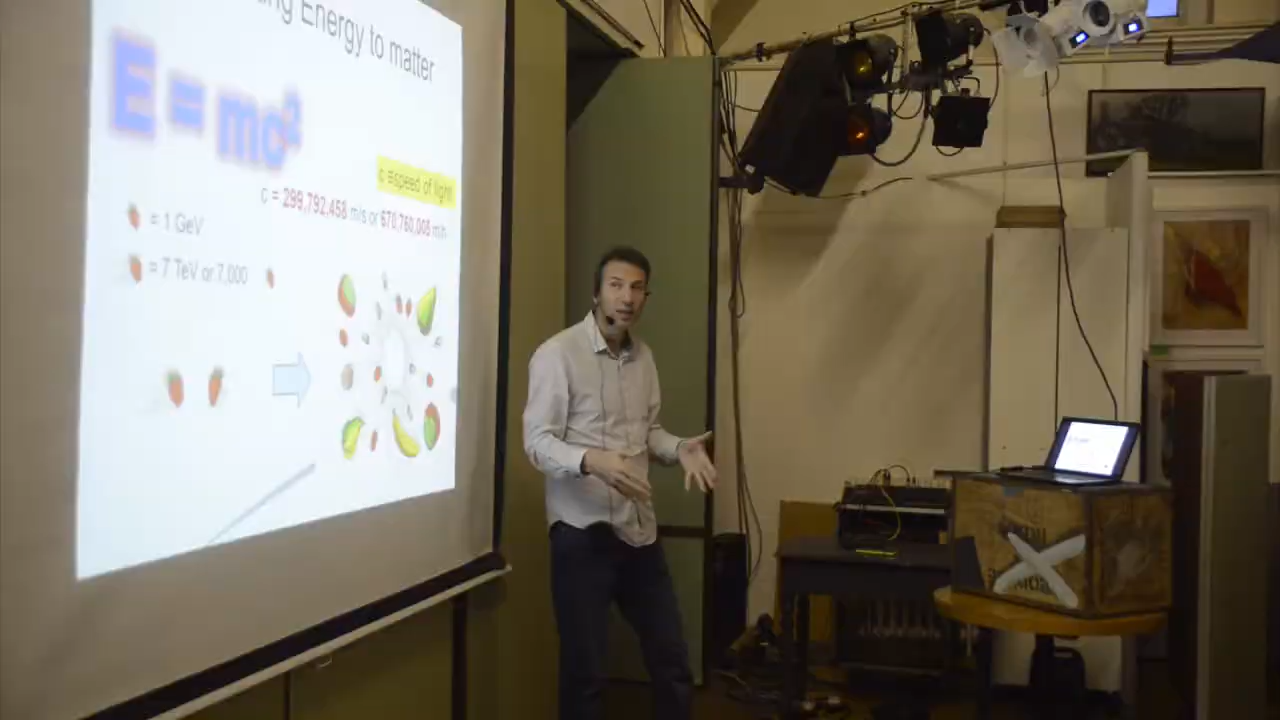 Energy to matter
E = mc²
c = speed of light
c = 299,792,458 m/s or 670,760,008 m/h
= 1 GeV
= 7 TeV or 7,000